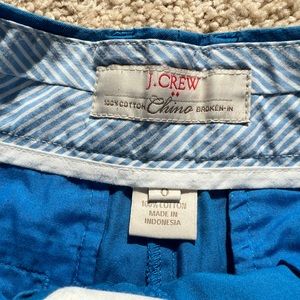 J.CREW
100% COTTON Chino BROKEN-IN
0
100% COTTON
MADE IN
INDONESIA